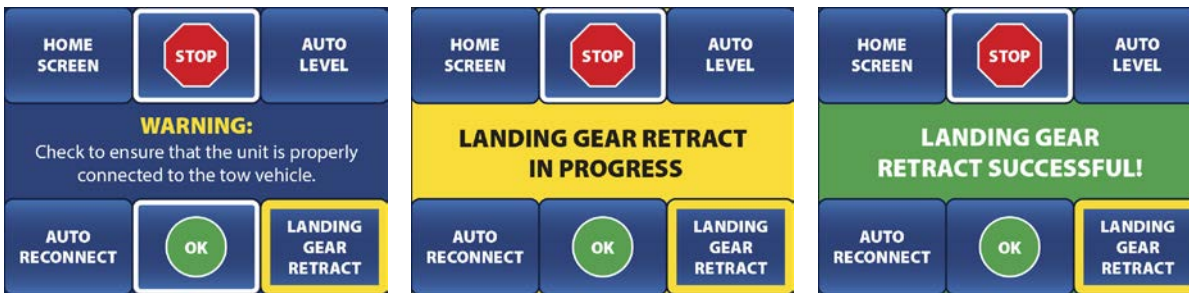 HOME
SCREEN
STOP
AUTO
LEVEL
WARNING:
Check to ensure that the unit is properly
connected to the tow vehicle.
AUTO
RECONNECT
OK
LANDING
GEAR
RETRACT
HOME
SCREEN
STOP
AUTO
LEVEL
LANDING GEAR RETRACT
IN PROGRESS
AUTO
RECONNECT
OK
LANDING
GEAR
RETRACT
HOME
SCREEN
STOP
AUTO
LEVEL
LANDING GEAR
RETRACT SUCCESSFUL!
AUTO
RECONNECT
OK
LANDING
GEAR
RETRACT